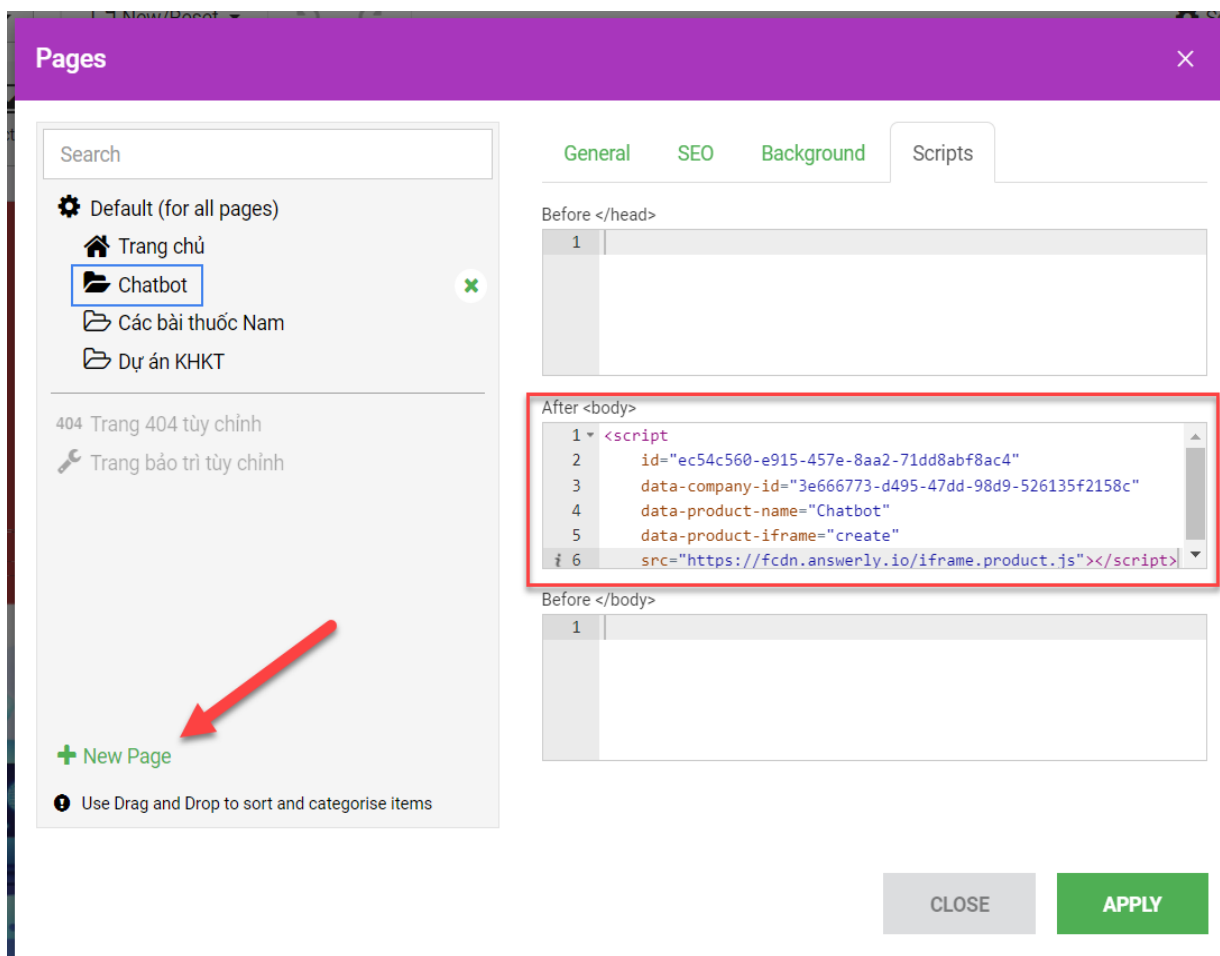 New/Reset
Pages
Search
Default (for all pages)
Trang chủ
Chatbot
Các bài thuốc Nam
Dự án KHKT
404 Trang 404 tùy chỉnh
Trang bảo trì tùy chỉnh
New Page
Use Drag and Drop to sort and categorise items
General SEO Background Scripts
Before </head>
1
After <body>
1 <script
2 id="ec54c560-e915-457e-8aa2-71dd8abf8ac4"
3 data-company-id="3e666773-d495-47dd-98d9-526135f2158c"
4 data-product-name="Chatbot"
5 data-product-iframe="create"
i 6 src="https://fcdn.answerly.io/iframe.product.js"></script>
Before </body>
1
CLOSE APPLY